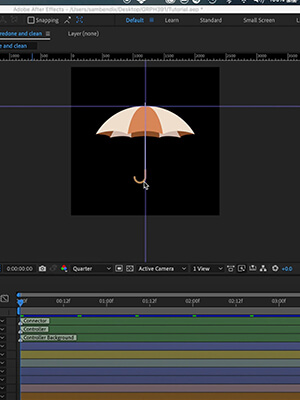 Adobe After Effects - /Users/sambendix/Desktop/GRPH391/Tutorial.aep *
Snapping
Default
Learn
Standard
Small Screen
redone and clean
Layer (none)
e and clean
0:00:00:00
Quarter
Active Camera
1 View
+0.0
00:12f
01:00f
01:12f
02:00f
02:12f
03:00f
Connector
Controller
Controller Background